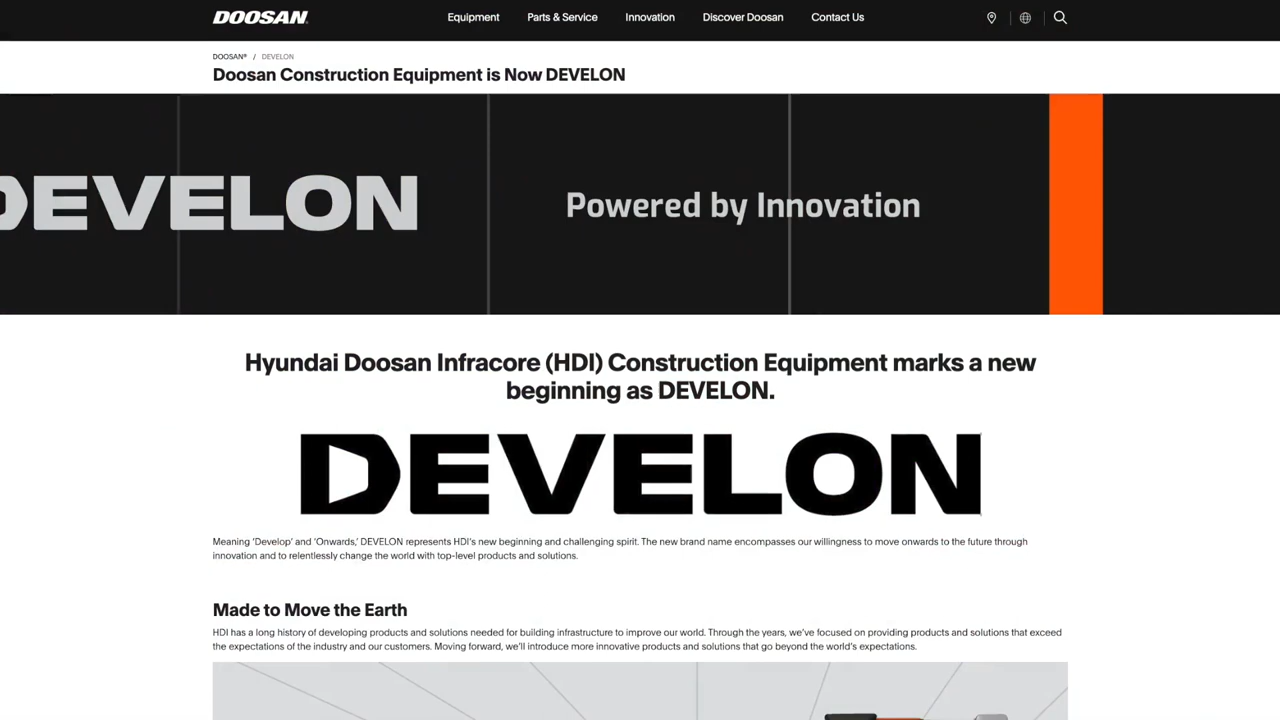 DOOSAN
Equipment Parts & Service Innovation Discover Doosan Contact Us
DOOSAN® / DEVELON
Doosan Construction Equipment is Now DEVELON
DEVELON
Powered by Innovation
Hyundai Doosan Infracore (HDI) Construction Equipment marks a new
beginning as DEVELON.
DEVELON
Meaning ‘Develop’ and ‘Onwards,’ DEVELON represents HDI’s new beginning and challenging spirit. The new brand name encompasses our willingness to move onwards to the future through
innovation and to relentlessly change the world with top-level products and solutions.
Made to Move the Earth
HDI has a long history of developing products and solutions needed for building infrastructure to improve our world. Through the years, we’ve focused on providing products and solutions that exceed
the expectations of the industry and our customers. Moving forward, we’ll introduce more innovative products and solutions that go beyond the world’s expectations.